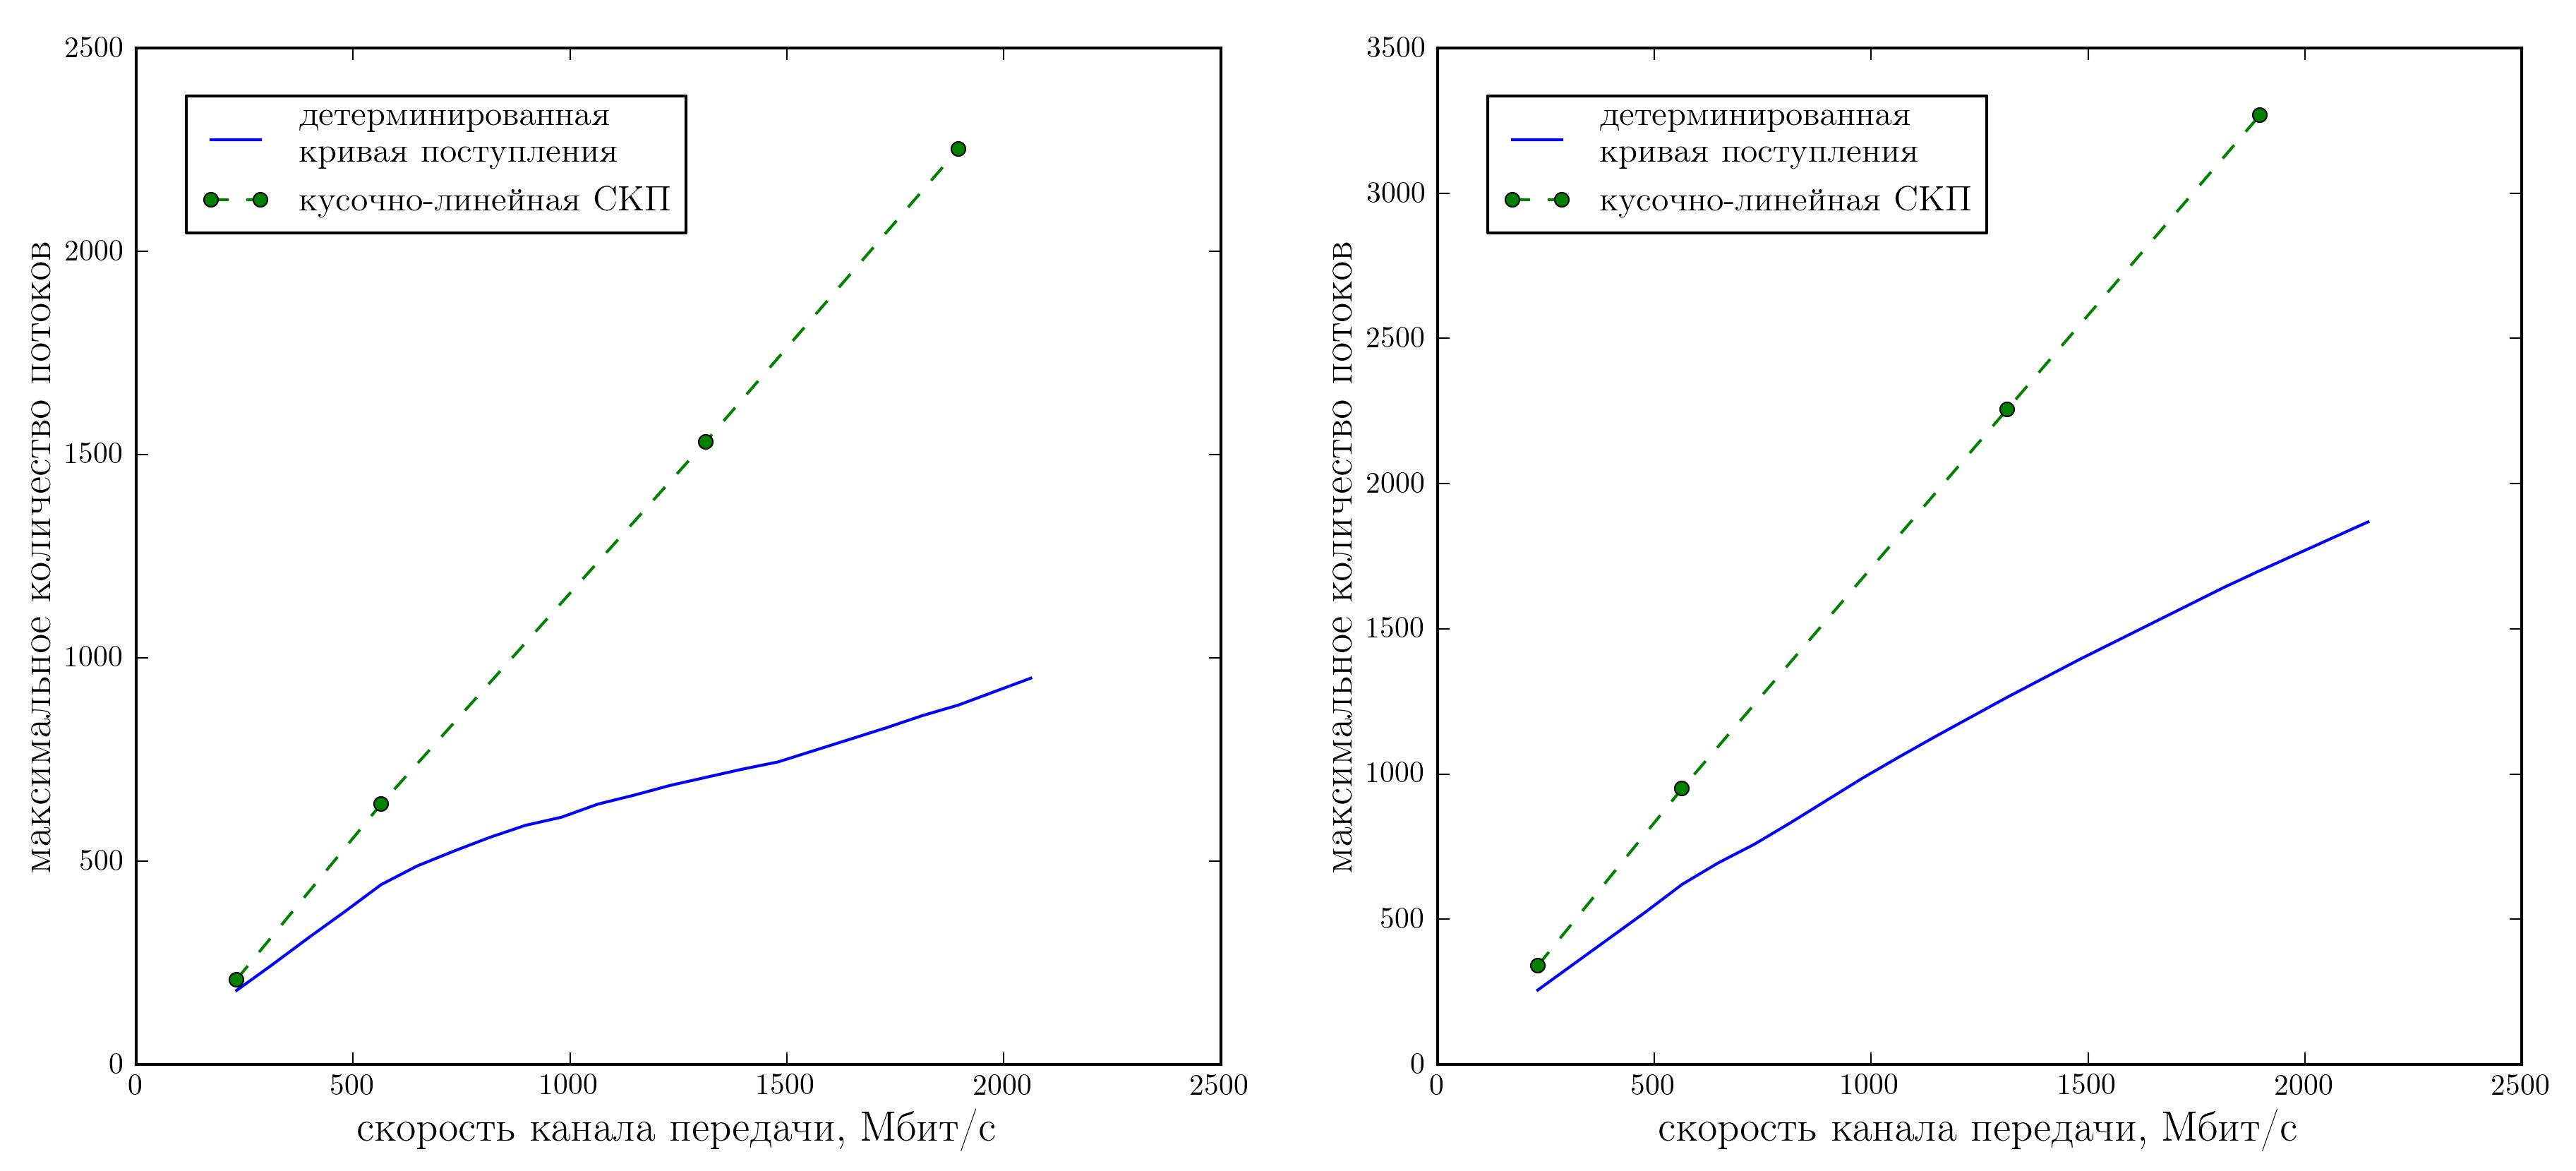 2500
2000
1500
1000
500
0
максимальное количество потоков
детерминированная
кривая поступления
кусочно-линейная СКП
0 500 1000 1500 2000 2500
скорость канала передачи, Мбит/с
3500
3000
2500
2000
1500
1000
500
0
максимальное количество потоков
детерминированная
кривая поступления
кусочно-линейная СКП
0 500 1000 1500 2000 2500
скорость канала передачи, Мбит/с